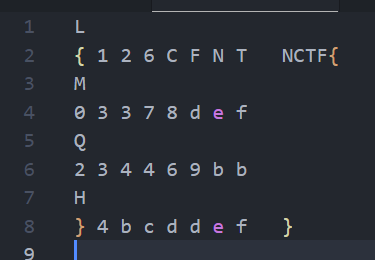 1 L
2 { 1 2 6 C F N T NCTF{
3 M
4 0 3 3 7 8 d e f
5 Q
6 2 3 4 4 6 9 b b
7 H
8 } 4 b c d d e f }
9